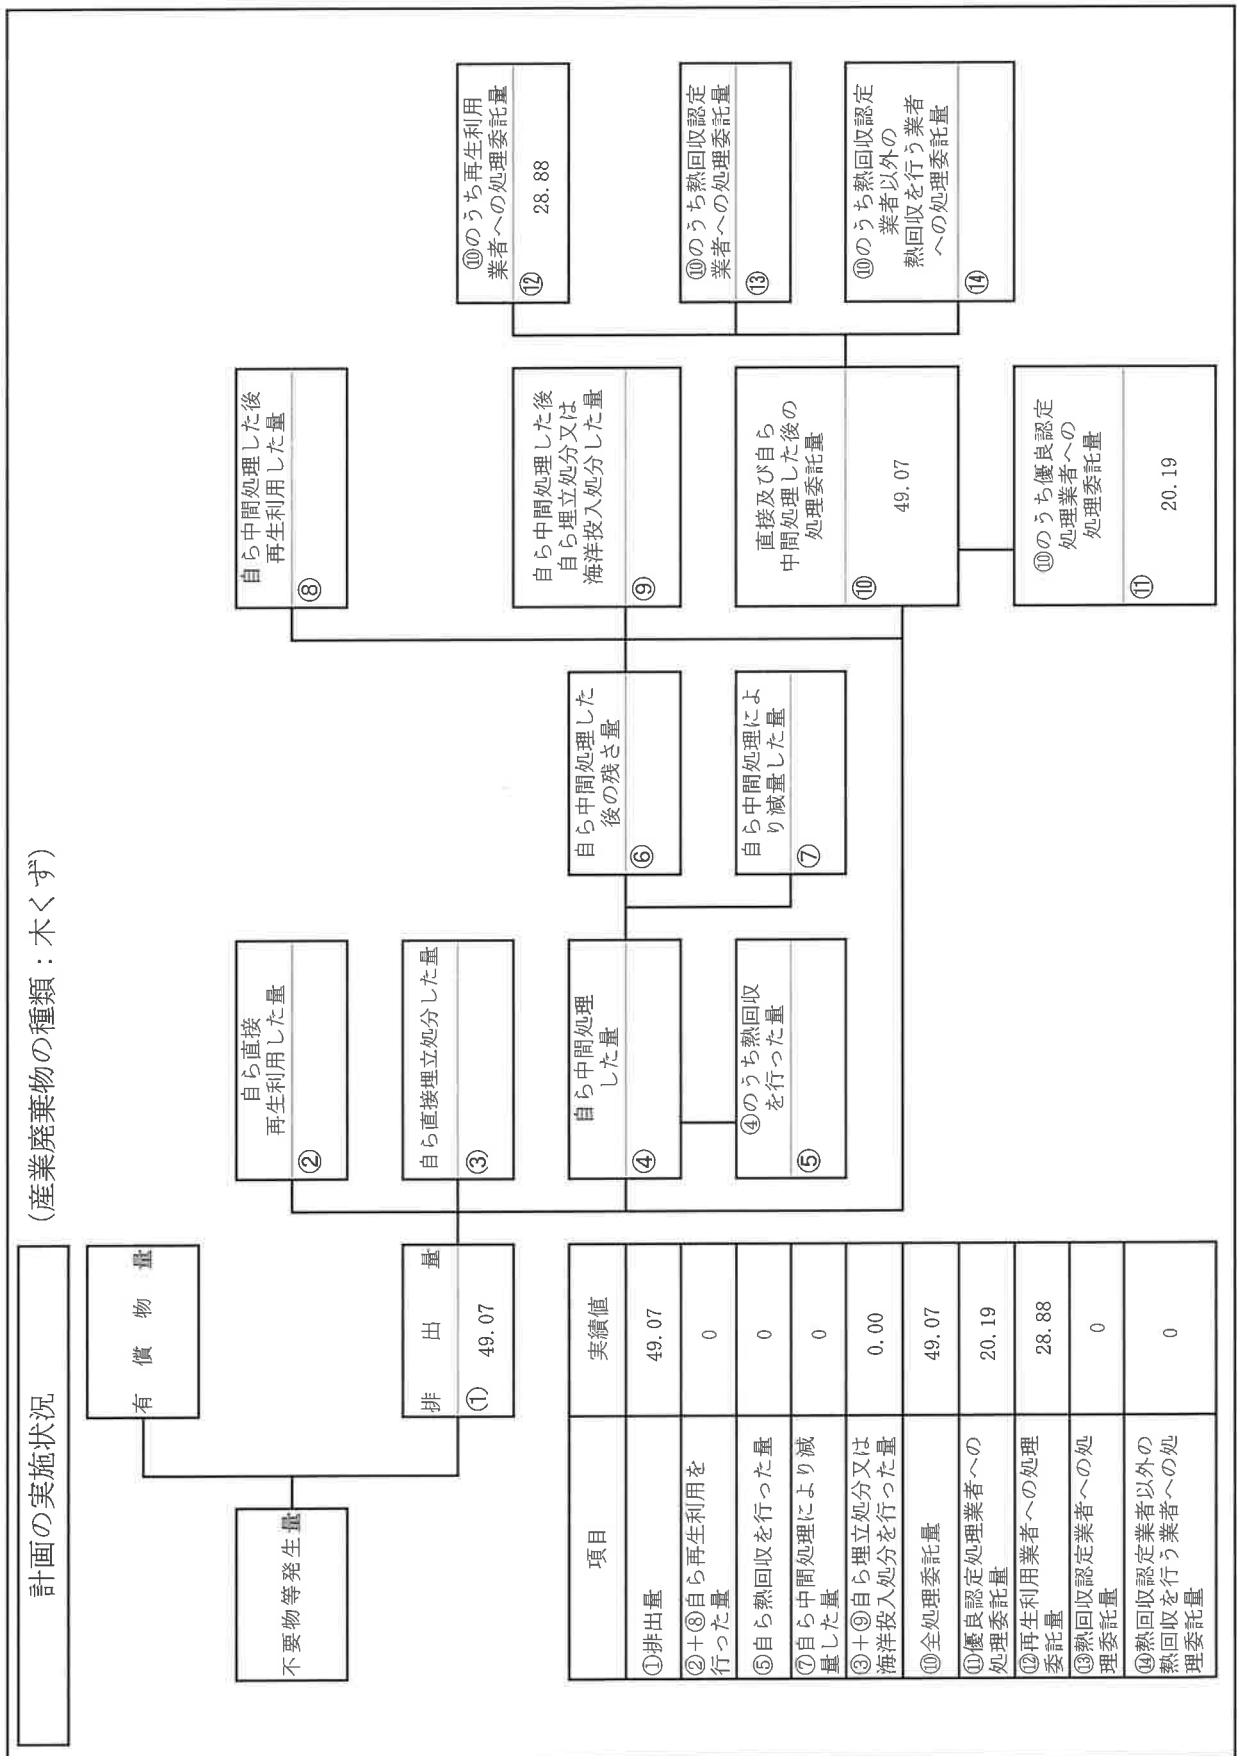 計画の実施状況
(産業廃棄物の種類：木くず)
不要物等発生量
有償物量
排出量
① 49.07
自ら直接
再生利用した量
②
自ら直接埋立処分した量
③
自ら中間処理
した量
④
④のうち熱回収
を行った量
⑤
自ら中間処理した
後の残さ量
⑥
自ら中間処理によ
り減量した量
⑦
自ら中間処理した後
再生利用した量
⑧
自ら中間処理した後
自ら埋立処分又は
海洋投入処分した量
⑨
直接及び自ら
中間処理した後の
処理委託量
⑩ 49.07
⑩のうち優良認定
処理業者への
処理委託量
⑪ 20.19
⑩のうち再生利用
業者への処理委託量
⑫ 28.88
⑩のうち熱回収認定
業者への処理委託量
⑬
⑩のうち熱回収認定
業者以外の
熱回収を行う業者
への処理委託量
⑭
項目 実績値
①排出量 49.07
②＋⑧自ら再生利用を
行った量 0
⑤自ら熱回収を行った量 0
⑦自ら中間処理により減
量した量 0
③＋⑨自ら埋立処分又は
海洋投入処分を行った量 0.00
⑩全処理委託量 49.07
⑪優良認定処理業者への
処理委託量 20.19
⑫再生利用業者への処理
委託量 28.88
⑬熱回収認定業者への処
理委託量 0
⑭熱回収認定業者以外の
熱回収を行う業者への処
理委託量 0